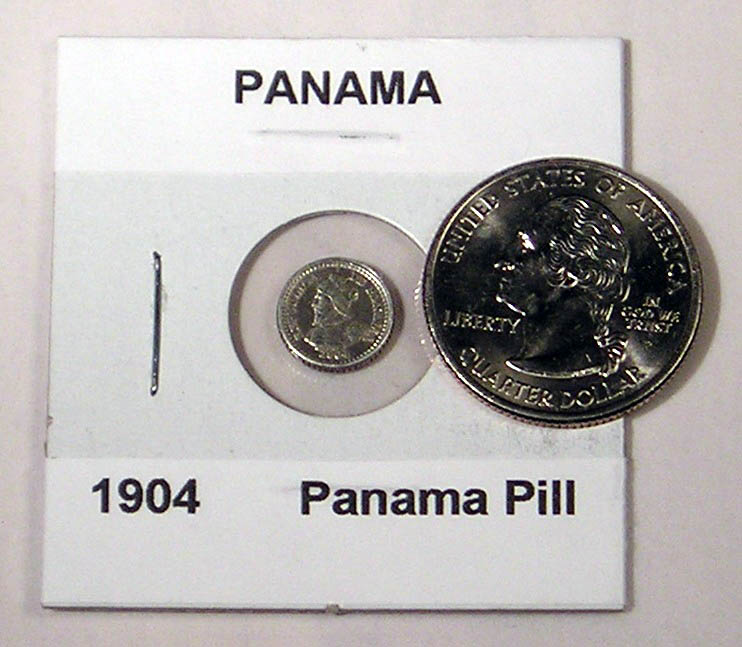 PANAMA
UNITED STATES OF AMERICA
LIBERTY
IN
GOD WE
TRUST
QUARTER DOLLAR
1904 Panama Pill